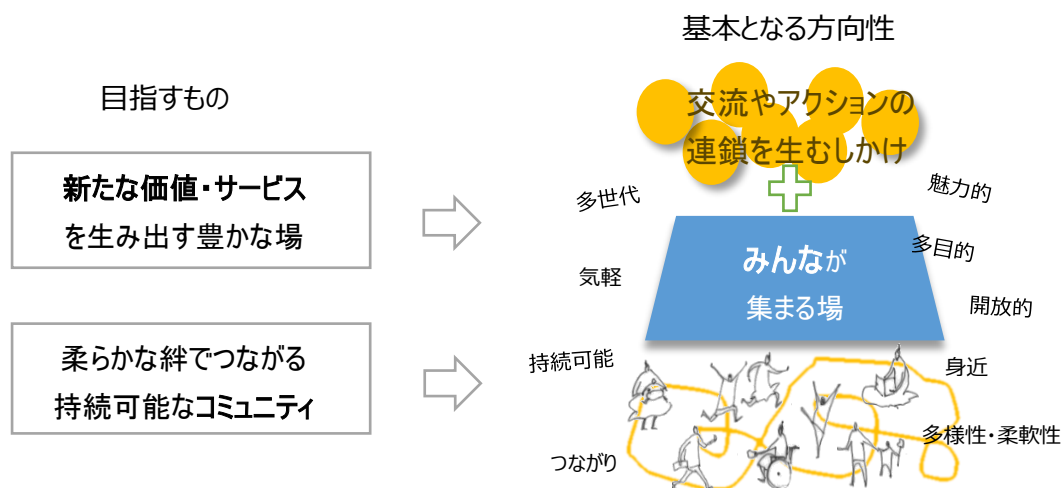 基本となる方向性
目指すもの
交流やアクションの
連鎖を生むしかけ
新たな価値・サービス
を生み出す豊かな場
多世代
魅力的
みんなが
集まる場
多目的
気軽
開放的
柔らかな絆でつながる
持続可能なコミュニティ
持続可能
身近
多様性・柔軟性
つながり